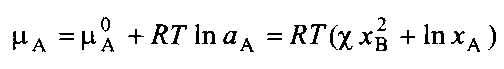 μ_A = μ_A^0 + RT ln a_A = RT(χ x_B^2 + ln x_A )